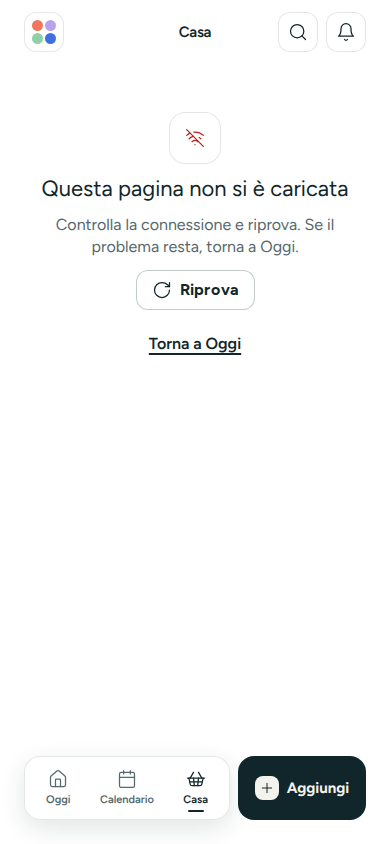 Casa
Questa pagina non si è caricata
Controlla la connessione e riprova. Se il
problema resta, torna a Oggi.
Riprova
Torna a Oggi
Oggi
Calendario
Casa
Aggiungi